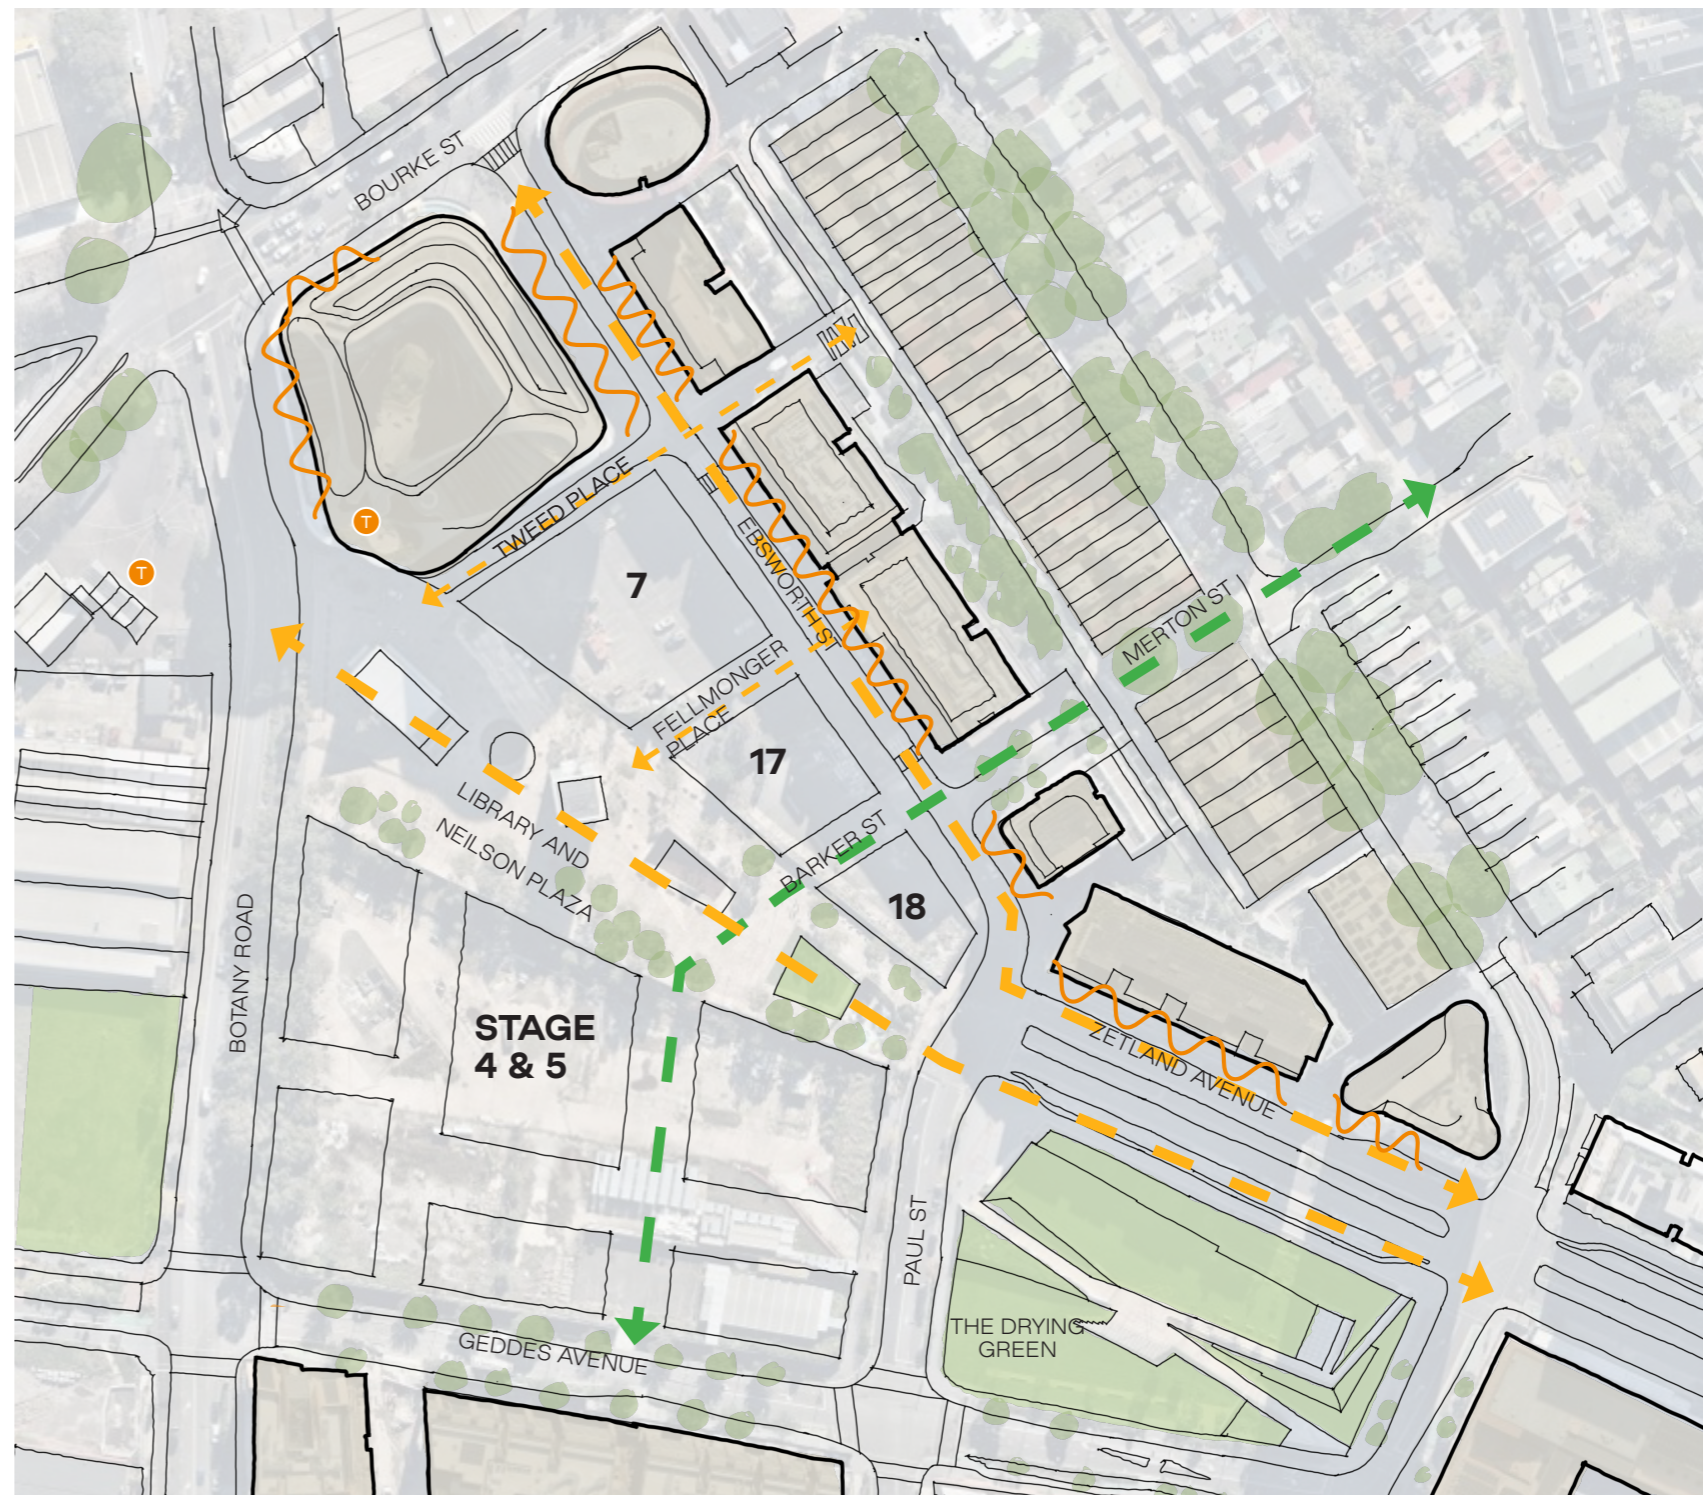 BOURKE ST
T
TWEED PLACE
T
7
EBSWORTH ST
MERTON ST
FELLMONGER
PLACE
17
LIBRARY AND
NEILSON PLAZA
BARKER ST
18
BOTANY ROAD
STAGE
4 & 5
ZETLAND AVENUE
PAUL ST
THE DRYING
GREEN
GEDDES AVENUE